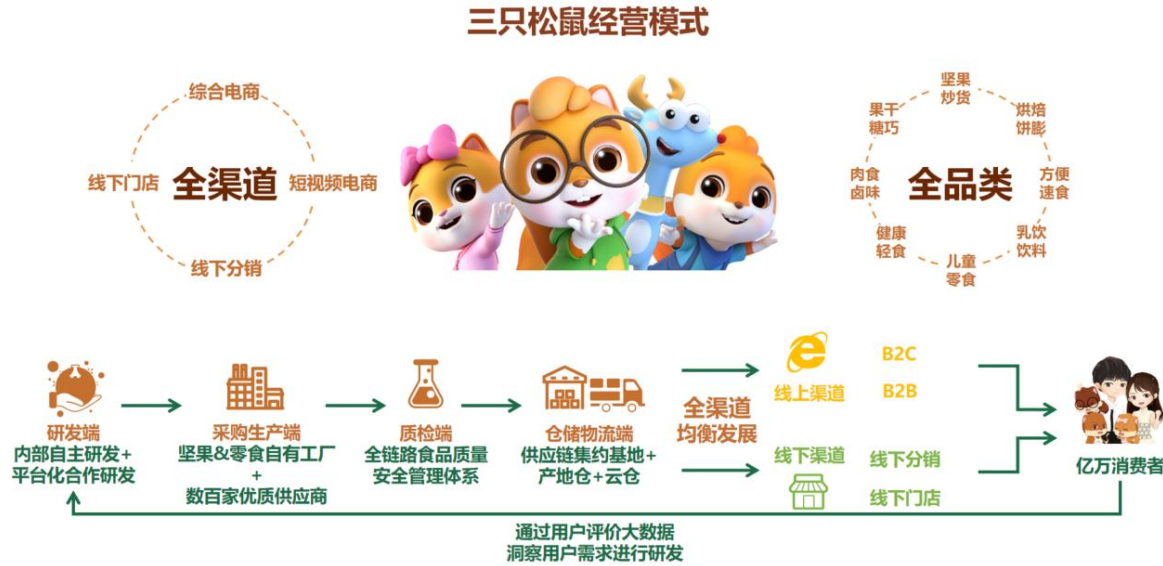 三只松鼠经营模式
综合电商
线下门店
全渠道
短视频电商
线下分销
坚果
炒货
果干
糖巧
烘焙
饼膨
肉食
卤味
全品类
方便
速食
健康
轻食
乳饮
饮料
儿童
零食
研发端
内部自主研发+
平台化合作研发
采购生产端
坚果&零食自有工厂
+
数百家优质供应商
质检端
全链路食品质量
安全管理体系
仓储物流端
供应链集约基地+
产地仓+云仓
全渠道
均衡发展
线上渠道
B2C
B2B
线下渠道
线下分销
线下门店
亿万消费者
通过用户评价大数据
洞察用户需求进行研发